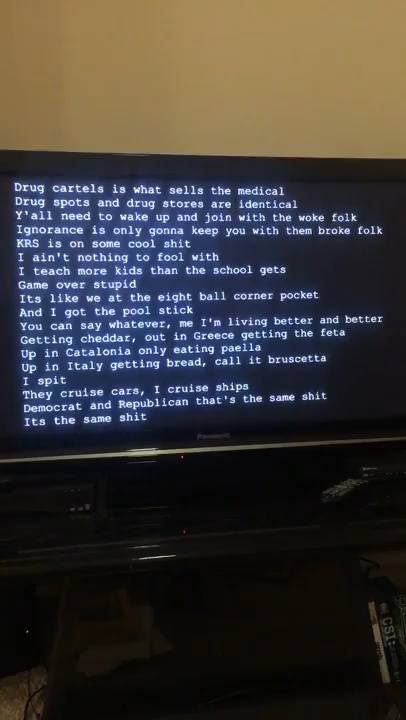 Drug cartels is what sells the medical
Drug spots and drug stores are identical
Y'all need to wake up and join with the woke folk
Ignorance is only gonna keep you with them broke folk
KRS is on some cool shit
I ain't nothing to fool with
I teach more kids than the school gets
Game over stupid
Its like we at the eight ball corner pocket
And I got the pool stick
You can say whatever, me I'm living better and better
Getting cheddar, out in Greece getting the feta
Up in Catalonia only eating paella
Up in Italy getting bread, call it bruscetta
I spit
They cruise cars, I cruise ships
Democrat and Republican that's the same shit
Its the same shit
Panasonic
CSI: